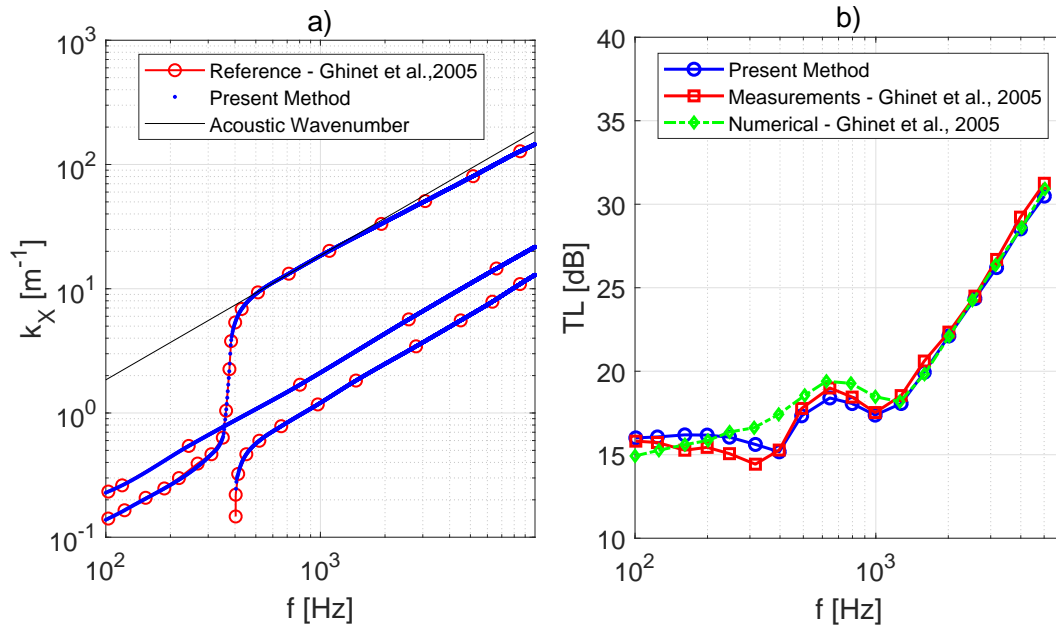 a)
10^3
10^2
10^1
10^0
10^-1
k_X [m^-1]
Reference - Ghinet et al.,2005
Present Method
Acoustic Wavenumber
10^2
10^3
f [Hz]
b)
40
35
30
25
20
15
10
TL [dB]
Present Method
Measurements - Ghinet et al., 2005
Numerical - Ghinet et al., 2005
10^2
10^3
f [Hz]